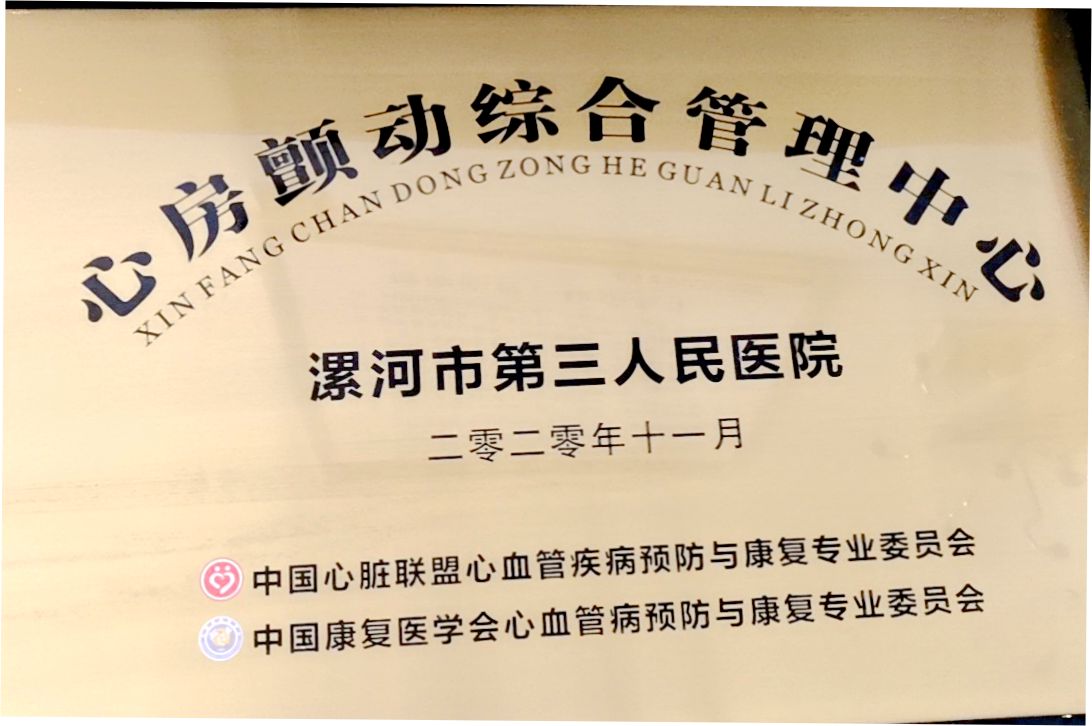 心房颤动综合管理中心
XIN FANG CHAN DONG ZONG HE GUAN LI ZHONG XIN
漯河市第三人民医院
二零二零年十一月
中国心脏联盟心血管疾病预防与康复专业委员会
中国康复医学会心血管病预防与康复专业委员会